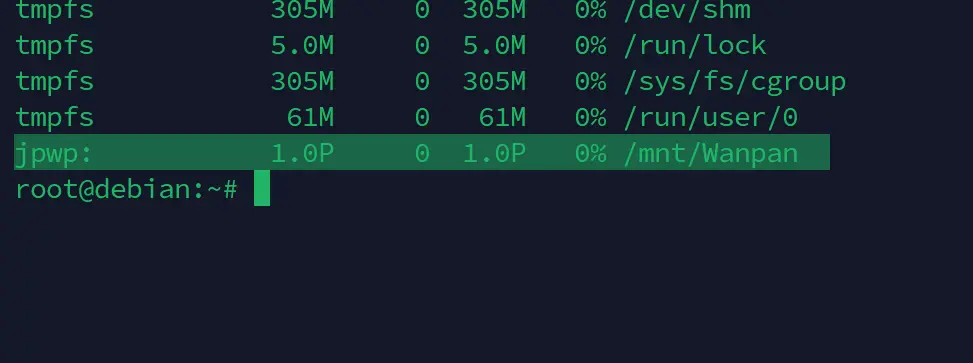 tmpfs 305M 0 305M 0% /dev/shm
tmpfs 5.0M 0 5.0M 0% /run/lock
tmpfs 305M 0 305M 0% /sys/fs/cgroup
tmpfs 61M 0 61M 0% /run/user/0
jpwp: 1.0P 0 1.0P 0% /mnt/Wanpan
root@debian:~#